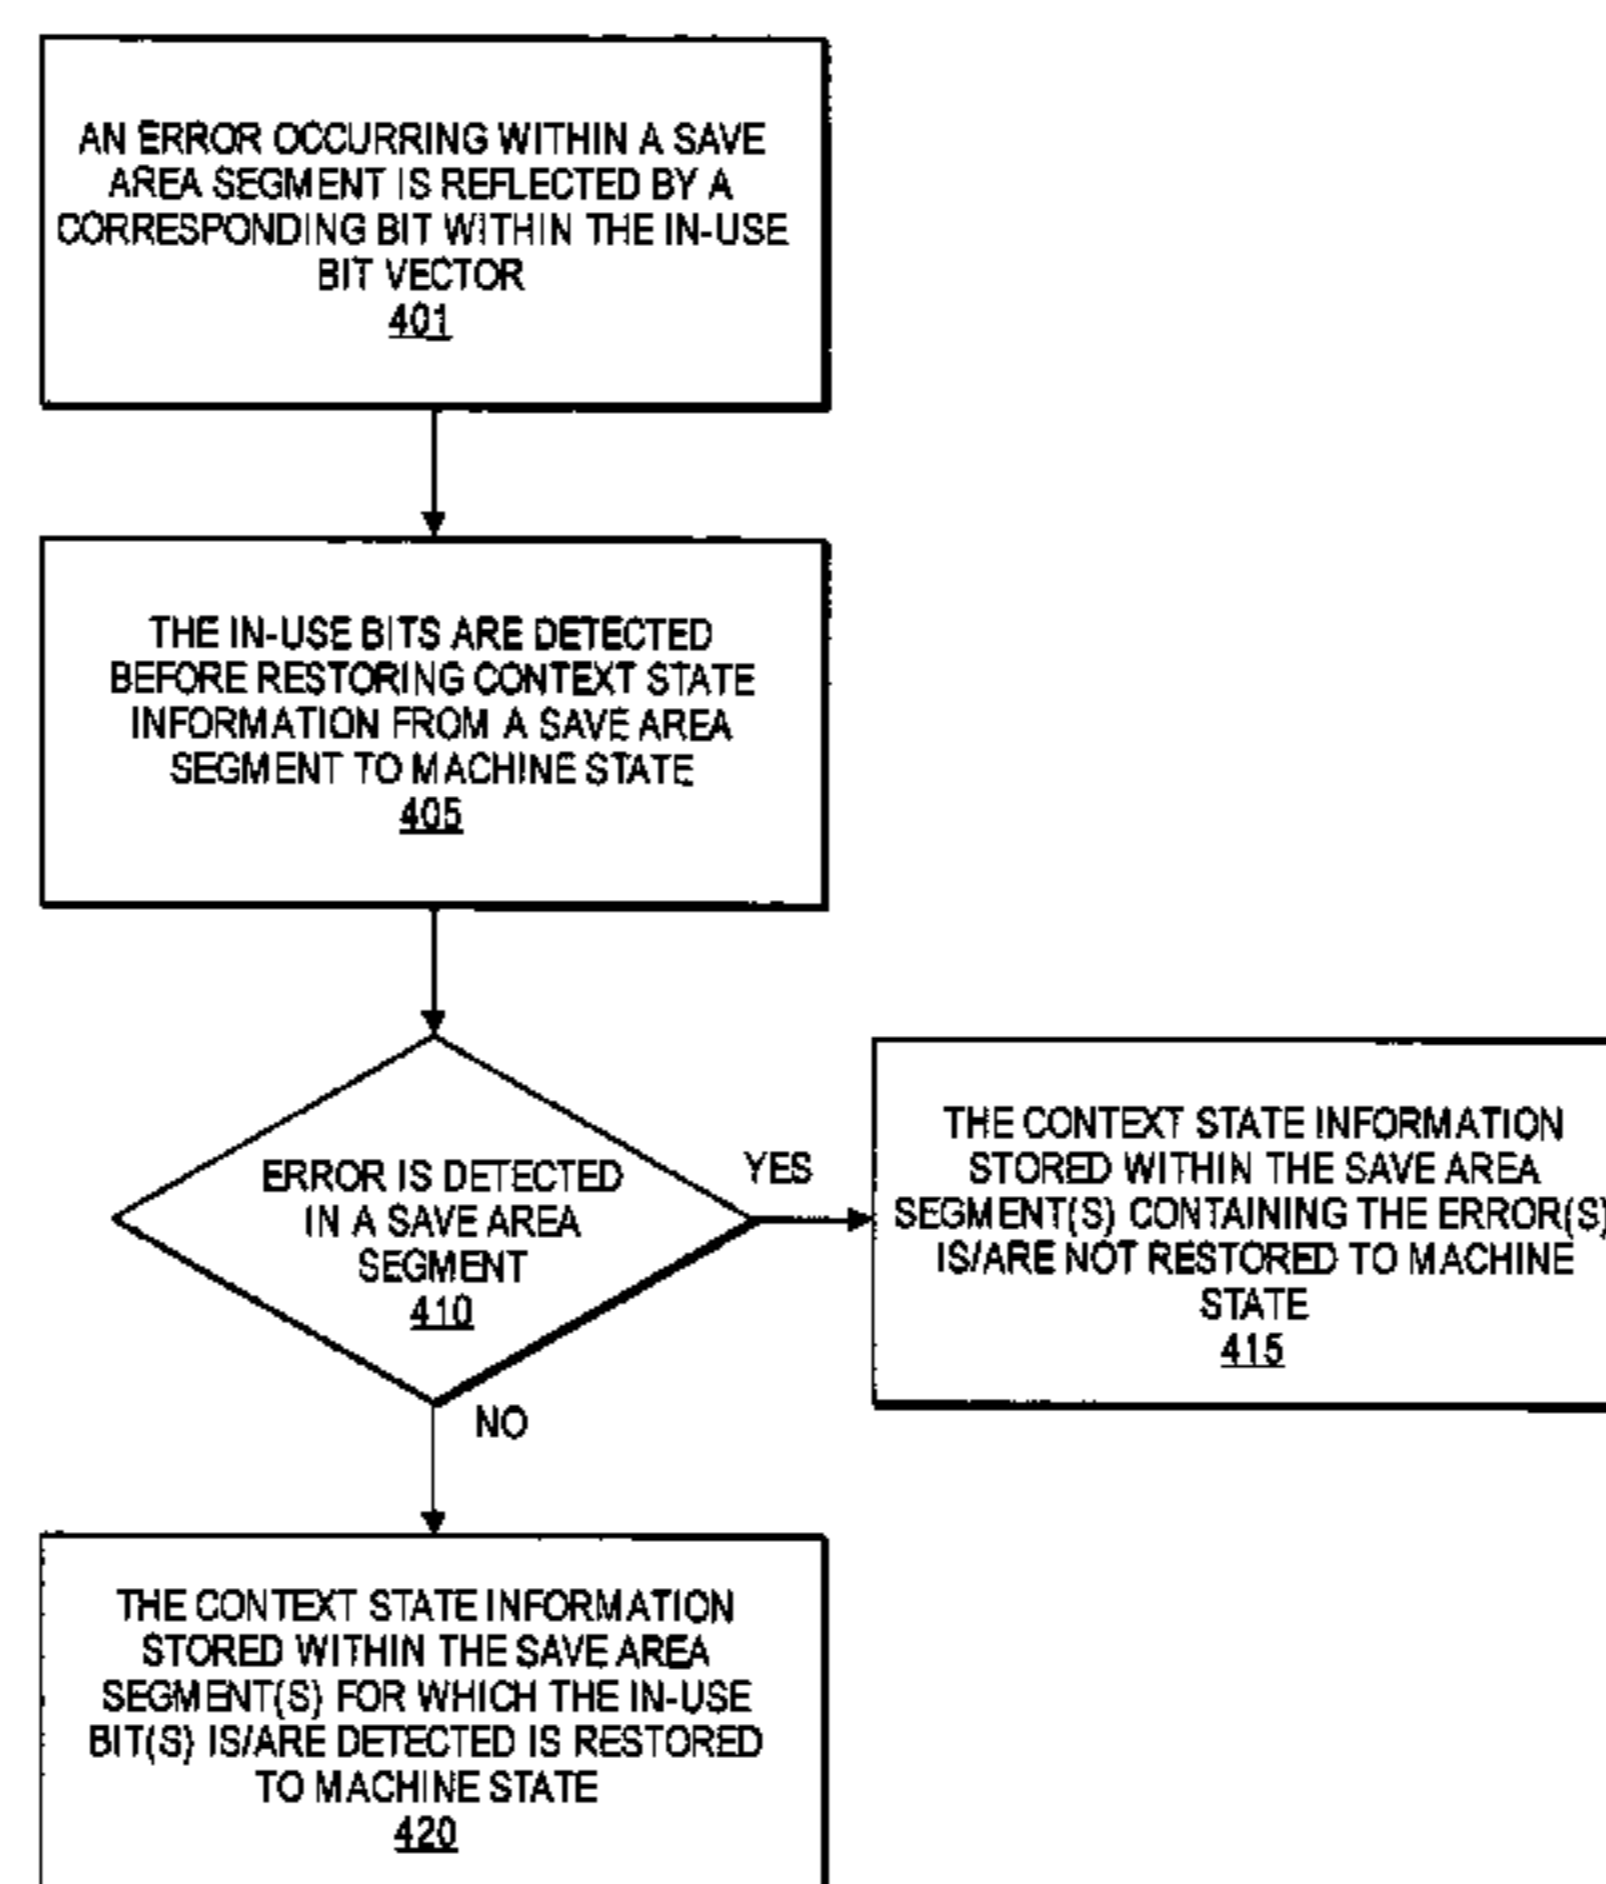 AN ERROR OCCURRING WITHIN A SAVE
AREA SEGMENT IS REFLECTED BY A
CORRESPONDING BIT WITHIN THE IN-USE
BIT VECTOR
401
THE IN-USE BITS ARE DETECTED
BEFORE RESTORING CONTEXT STATE
INFORMATION FROM A SAVE AREA
SEGMENT TO MACHINE STATE
405
ERROR IS DETECTED
IN A SAVE AREA
SEGMENT
410
YES
THE CONTEXT STATE INFORMATION
STORED WITHIN THE SAVE AREA
SEGMENT(S) CONTAINING THE ERROR(S)
IS/ARE NOT RESTORED TO MACHINE
STATE
415
NO
THE CONTEXT STATE INFORMATION
STORED WITHIN THE SAVE AREA
SEGMENT(S) FOR WHICH THE IN-USE
BIT(S) IS/ARE DETECTED IS RESTORED
TO MACHINE STATE
420